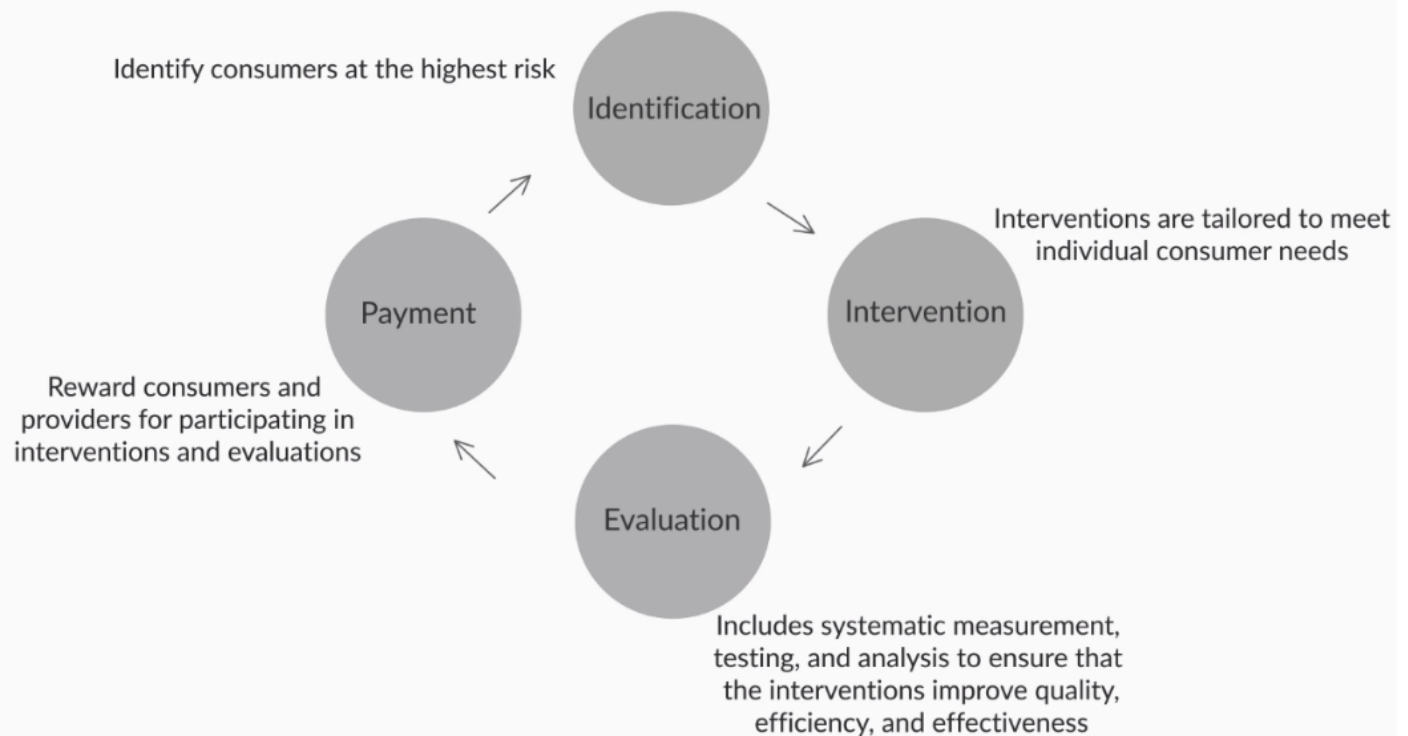 Identify consumers at the highest risk
Identification
Interventions are tailored to meet
individual consumer needs
Intervention
Payment
Reward consumers and
providers for participating in
interventions and evaluations
Evaluation
Includes systematic measurement,
testing, and analysis to ensure that
the interventions improve quality,
efficiency, and effectiveness